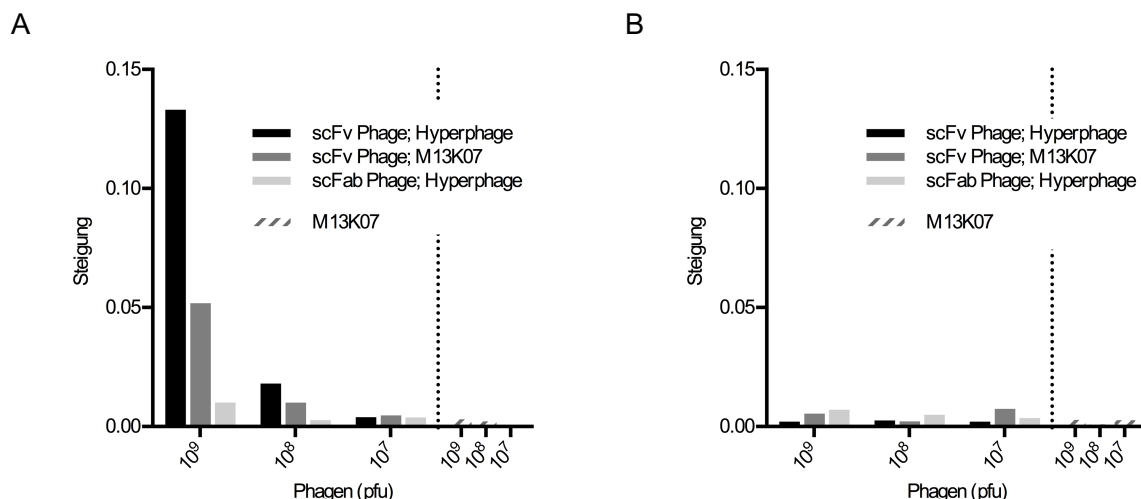 A
0.15
0.10
0.05
0.00
Steigung
scFv Phage; Hyperphage
scFv Phage; M13K07
scFab Phage; Hyperphage
M13K07
10⁹ 10⁸ 10⁷ 10⁹ 10⁸ 10⁷
Phagen (pfu)
B
0.15
0.10
0.05
0.00
Steigung
scFv Phage; Hyperphage
scFv Phage; M13K07
scFab Phage; Hyperphage
M13K07
10⁹ 10⁸ 10⁷ 10⁹ 10⁸ 10⁷
Phagen (pfu)